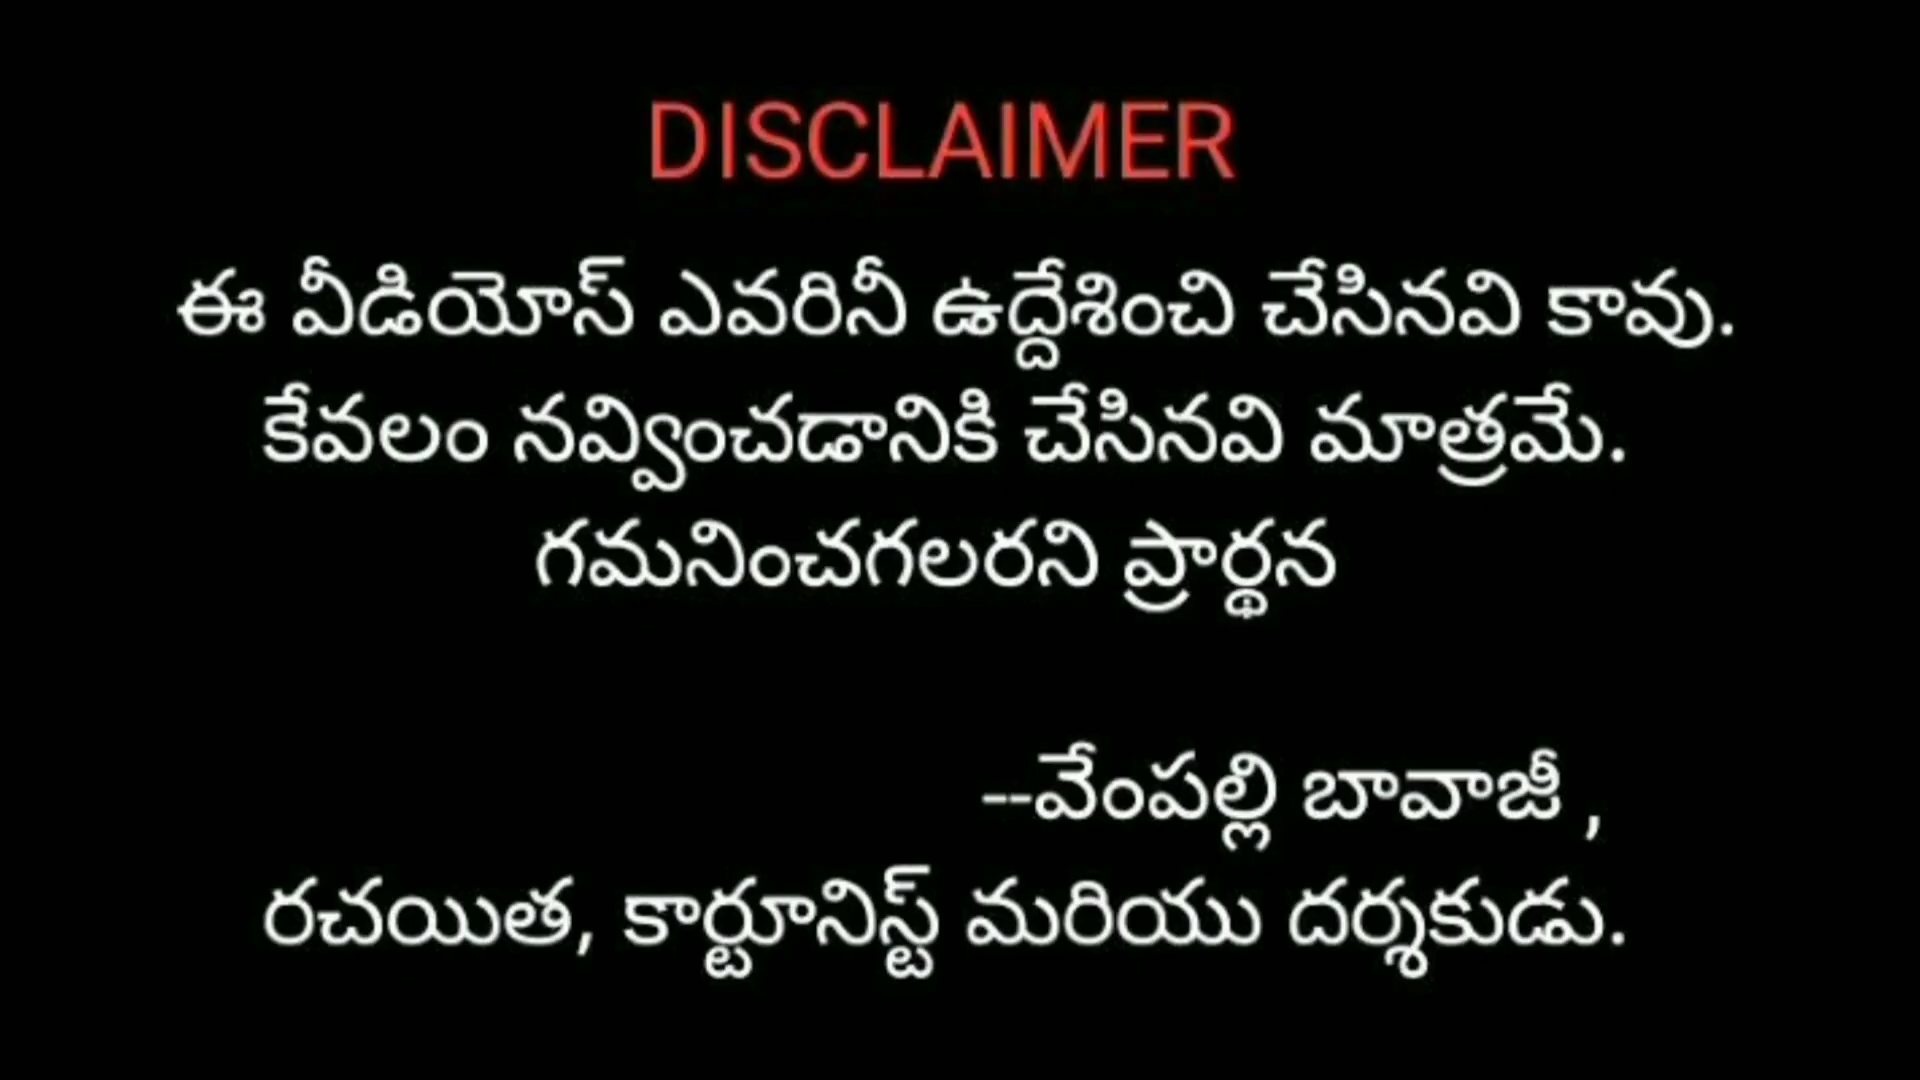 DISCLAIMER
ఈ వీడియోస్ ఎవరినీ ఉద్దేశించి చేసినవి కావు.
కేవలం నవ్వించడానికి చేసినవి మాత్రమే.
గమనించగలరని ప్రార్థన
--వేంపల్లి బావాజీ ,
రచయిత, కార్టూనిస్ట్ మరియు దర్శకుడు.